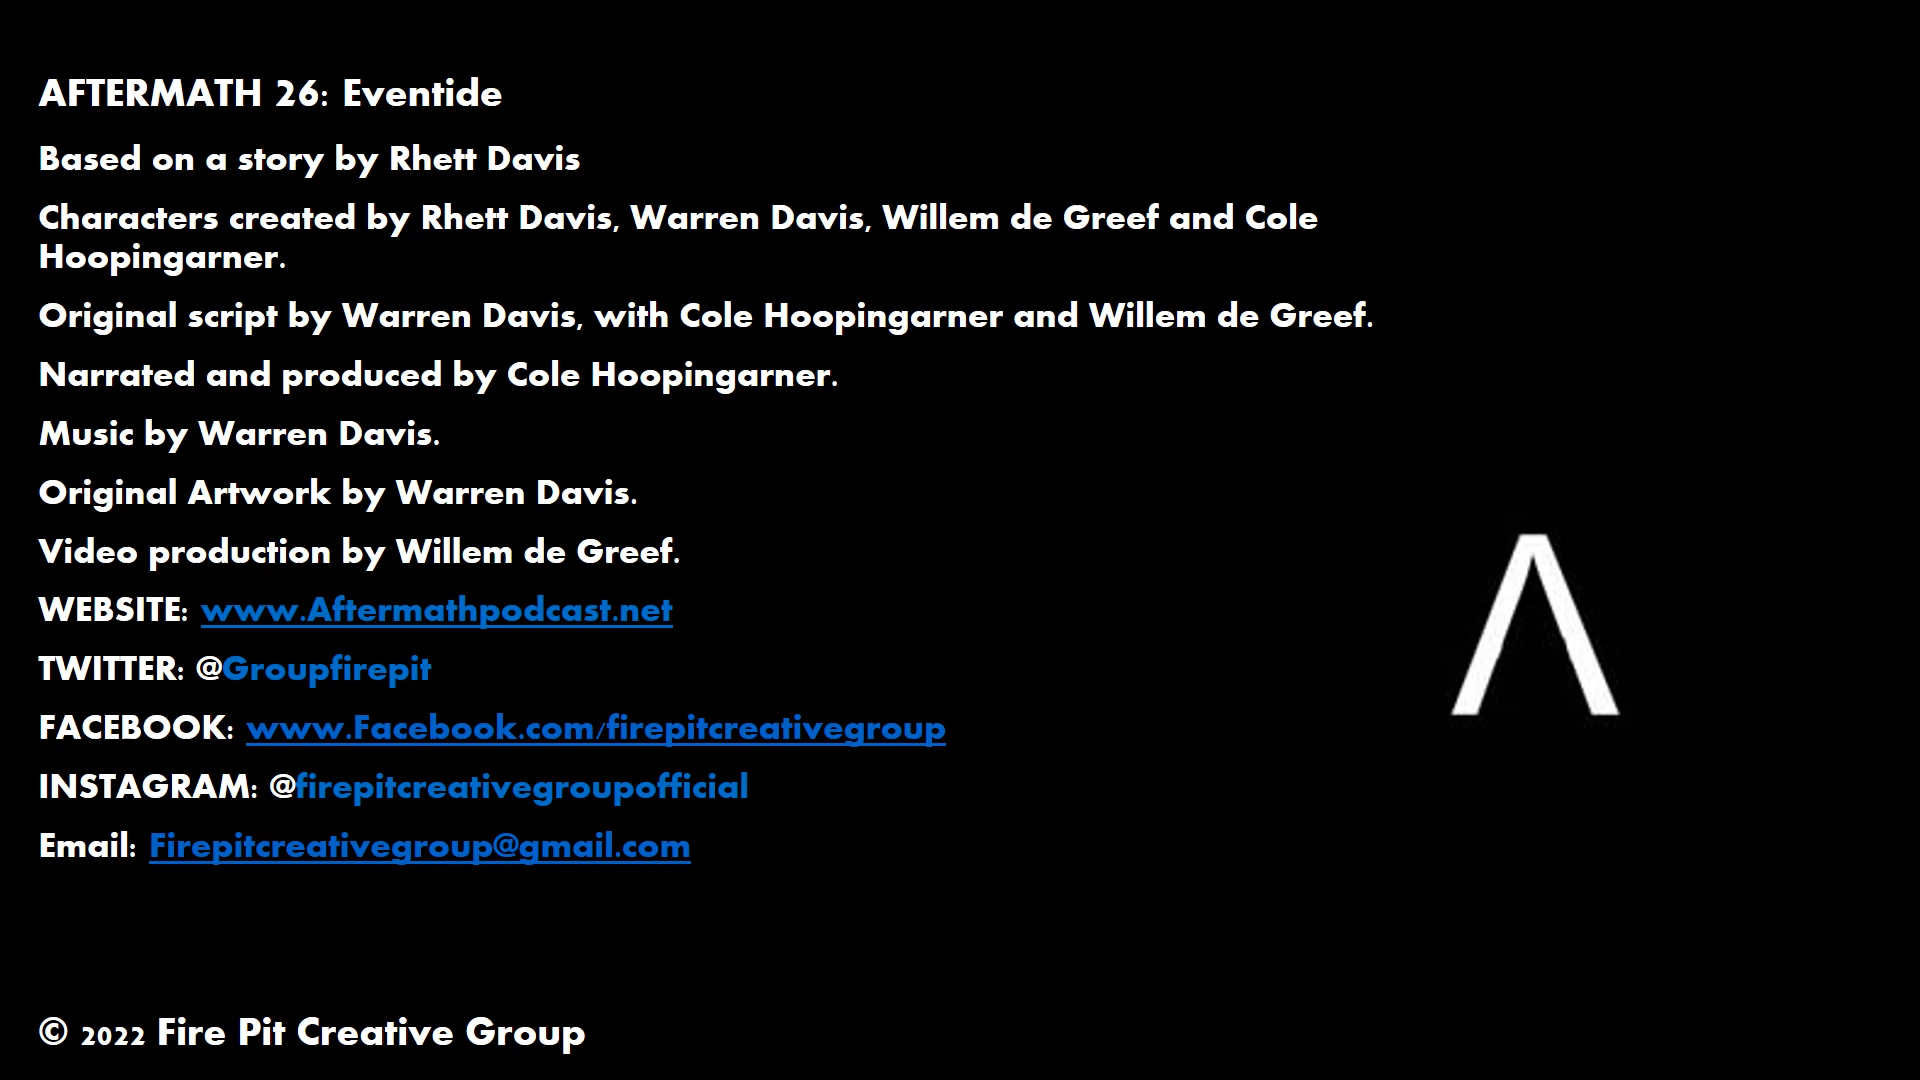 AFTERMATH 26: Eventide
Based on a story by Rhett Davis
Characters created by Rhett Davis, Warren Davis, Willem de Greef and Cole
Hoopingarner.
Original script by Warren Davis, with Cole Hoopingarner and Willem de Greef.
Narrated and produced by Cole Hoopingarner.
Music by Warren Davis.
Original Artwork by Warren Davis.
Video production by Willem de Greef.
WEBSITE: www.Aftermathpodcast.net
TWITTER: @Groupfirepit
FACEBOOK: www.Facebook.com/firepitcreativegroup
INSTAGRAM: @firepitcreativegroupofficial
Email: Firepitcreativegroup@gmail.com
© 2022 Fire Pit Creative Group